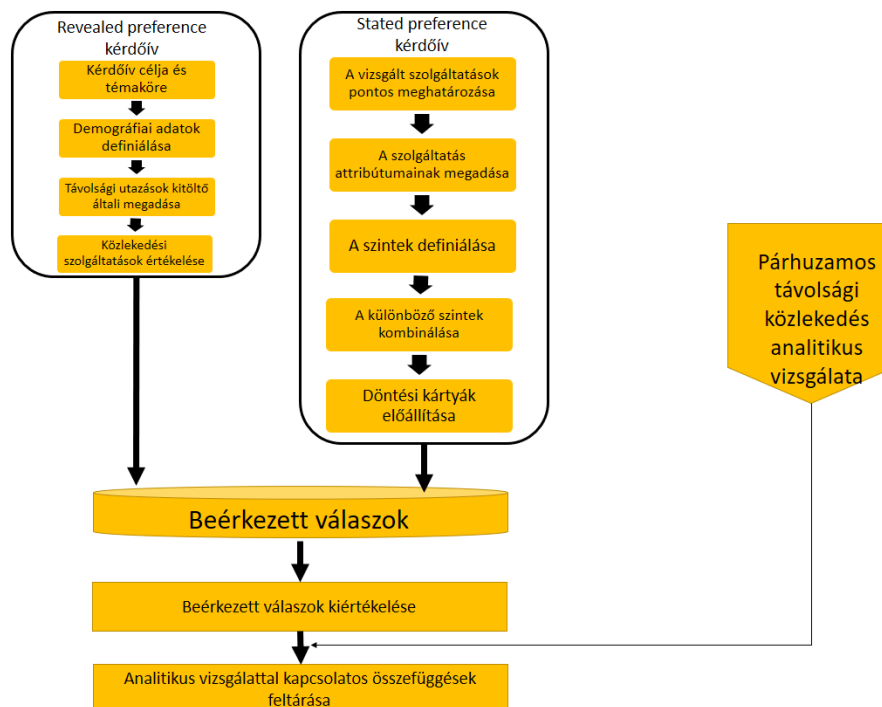 Revealed preference
kérdőív
Kérdőív célja és
témaköre
Demográfiai adatok
definiálása
Távolsági utazások kitöltő
általi megadása
Közlekedési
szolgáltatások értékelése
Stated preference
kérdőív
A vizsgált szolgáltatások
pontos meghatározása
A szolgáltatás
attribútumainak megadása
A szintek definiálása
A különböző szintek
kombinálása
Döntési kártyák
előállítása
Párhuzamos
távolsági
közlekedés
analitikus
vizsgálata
Beérkezett válaszok
Beérkezett válaszok kiértékelése
Analitikus vizsgálattal kapcsolatos összefüggések
feltárása